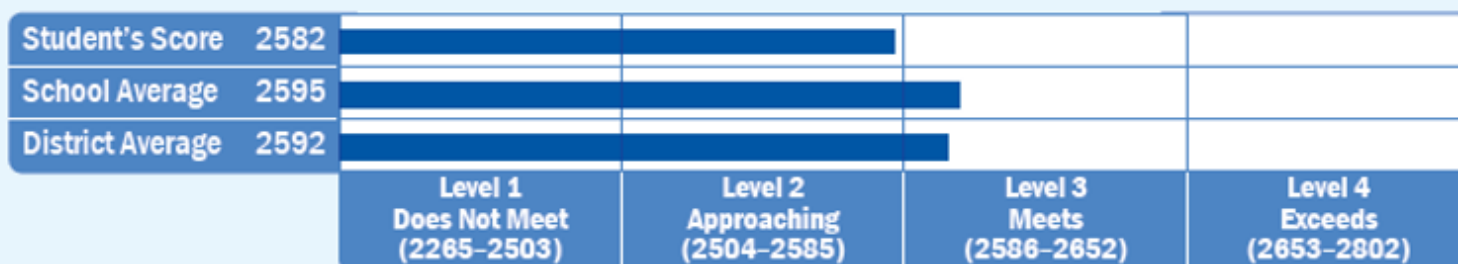 Student's Score 2582
School Average 2595
District Average 2592
Level 1
Does Not Meet
(2265–2503)
Level 2
Approaching
(2504–2585)
Level 3
Meets
(2586–2652)
Level 4
Exceeds
(2653–2802)